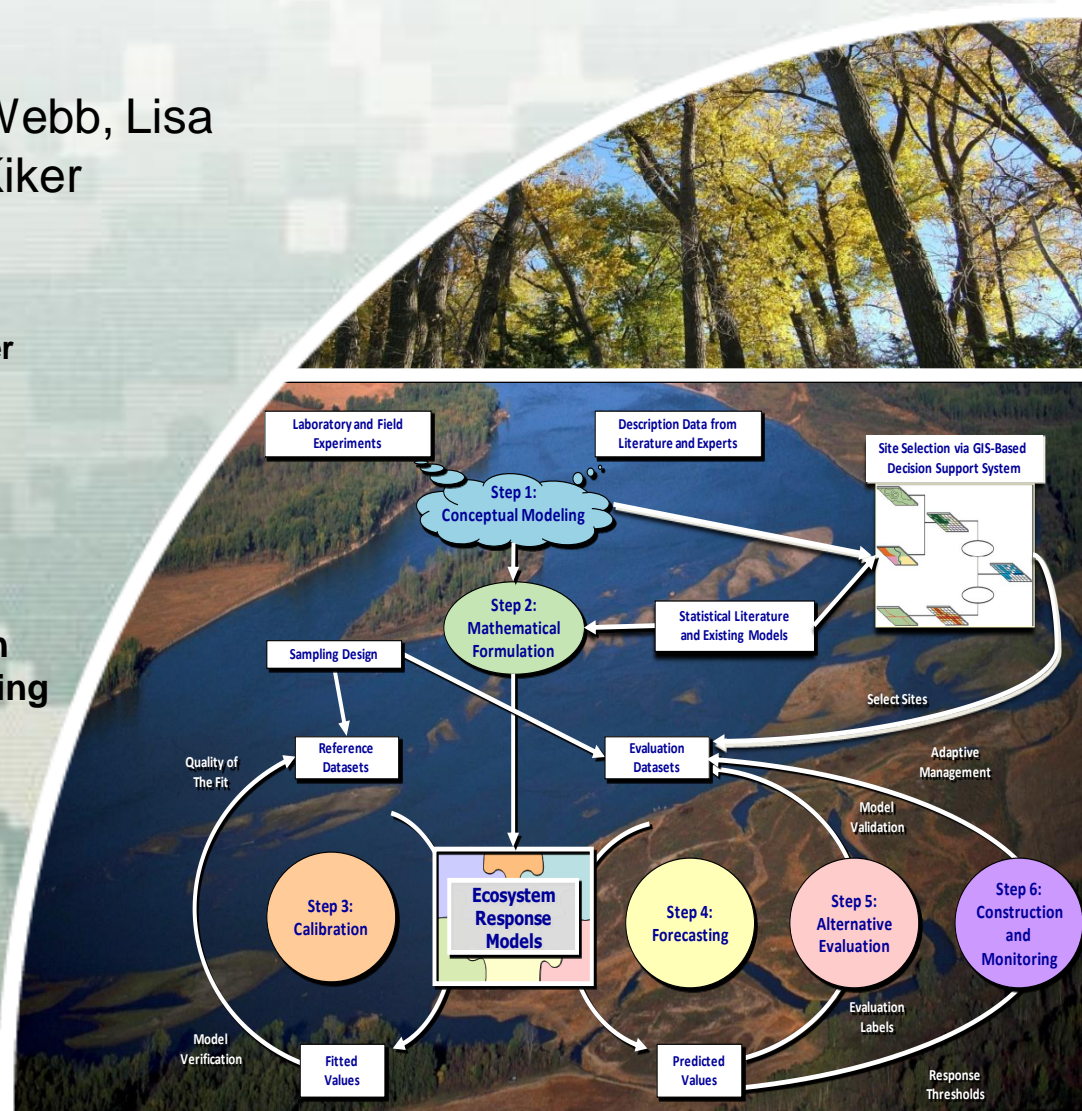 Webb, Lisa
Kiker
er
n
ing
Laboratory and Field
Experiments
Description Data from
Literature and Experts
Site Selection via GIS-Based
Decision Support System
Step 1:
Conceptual Modeling
Step 2:
Mathematical
Formulation
Statistical Literature
and Existing Models
Sampling Design
Select Sites
Reference
Datasets
Evaluation
Datasets
Quality of
The Fit
Adaptive
Management
Model
Validation
Step 3:
Calibration
Ecosystem
Response
Models
Step 4:
Forecasting
Step 5:
Alternative
Evaluation
Step 6:
Construction
and
Monitoring
Evaluation
Labels
Model
Verification
Fitted
Values
Predicted
Values
Response
Thresholds